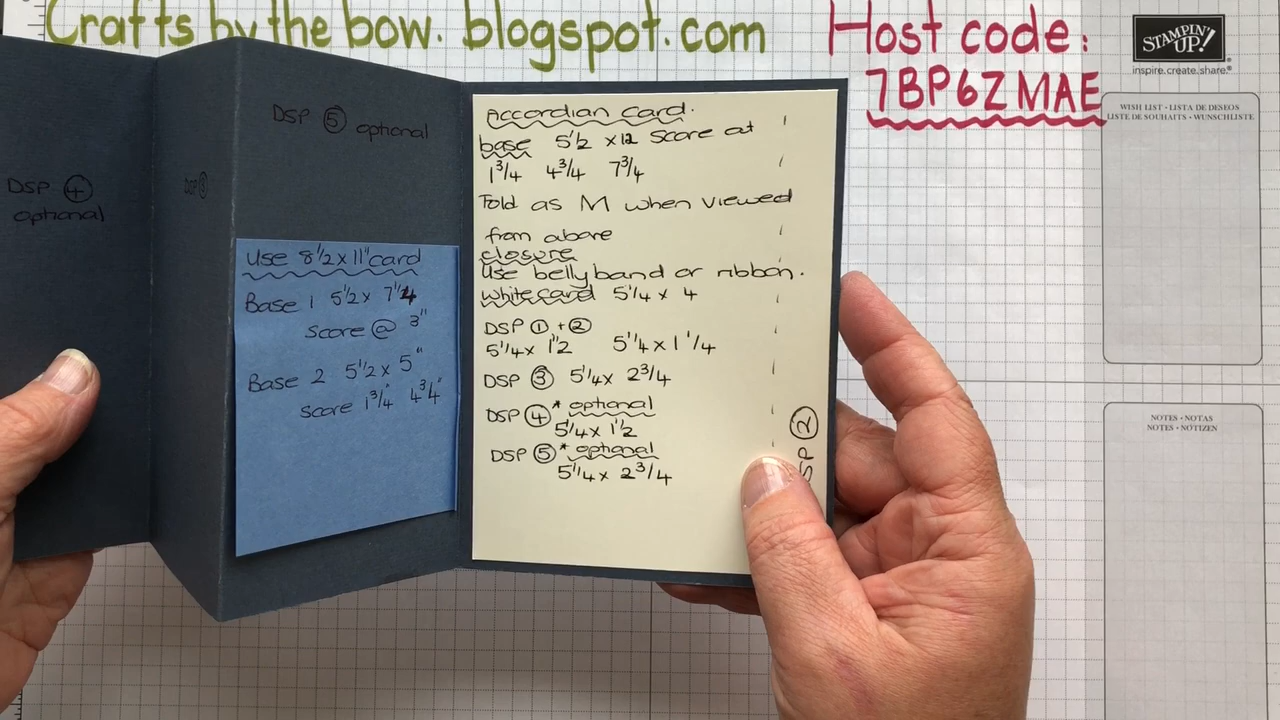 Crafts by the bow. blogspot.com
Host code:
7BP6ZMAE
STAMPIN' UP!
inspire.create.share.®
WISH LIST • LISTA DE DESEOS
LISTE DE SOUHAITS • WUNSCHLISTE
NOTES • NOTAS
NOTES • NOTIZEN
DSP 4
optional
DSP 3
DSP 5 optional
Use 8 1/2 x 11" card
Base 1 5 1/2 x 7 1/4
Score @ 3"
Base 2 5 1/2 x 5"
Score 1 3/4" 4 3/4"
Accordian card.
base 5 1/2 x 12 Score at
1 3/4 4 3/4 7 3/4
Fold as M when viewed
from above
closure
Use bellyband or ribbon.
White card 5 1/4 x 4
DSP 1 + 2
5 1/4 x 1 1/2 5 1/4 x 1 1/4
DSP 3 5 1/4 x 2 3/4
DSP 4 * optional
5 1/4 x 1 1/2
DSP 5 * optional
5 1/4 x 2 3/4
DSP 2